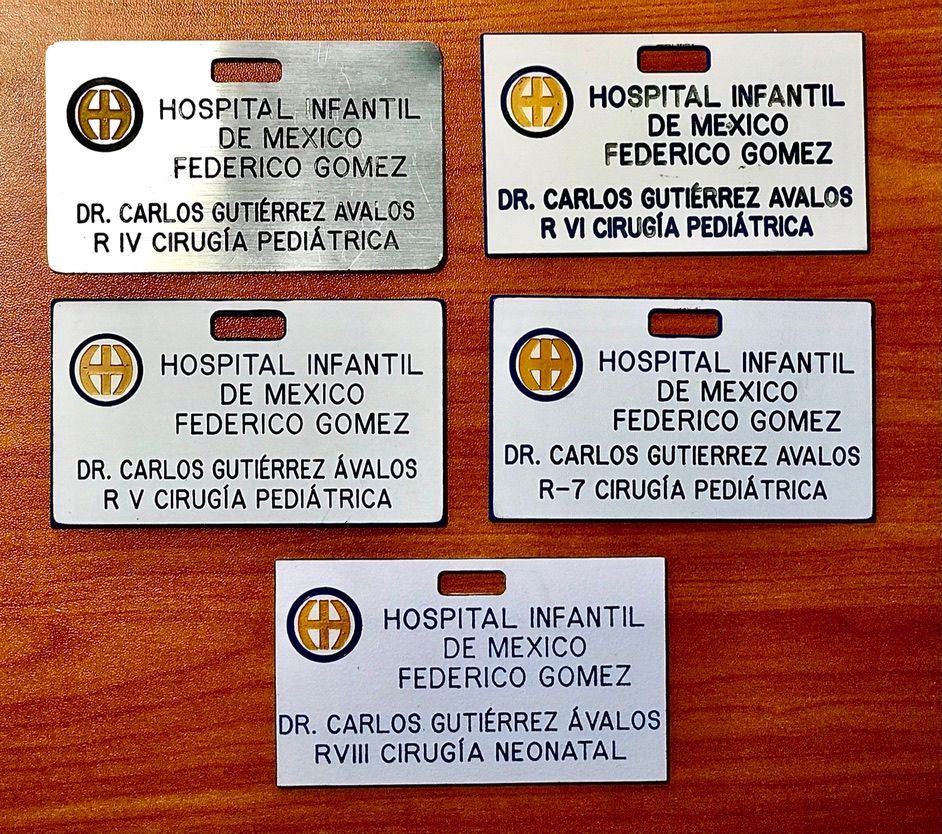 HOSPITAL INFANTIL
DE MEXICO
FEDERICO GOMEZ
DR. CARLOS GUTIÉRREZ AVALOS
R IV CIRUGÍA PEDIÁTRICA
HOSPITAL INFANTIL
DE MEXICO
FEDERICO GOMEZ
DR. CARLOS GUTIÉRREZ AVALOS
R VI CIRUGÍA PEDIÁTRICA
HOSPITAL INFANTIL
DE MEXICO
FEDERICO GOMEZ
DR. CARLOS GUTIÉRREZ ÁVALOS
R V CIRUGÍA PEDIÁTRICA
HOSPITAL INFANTIL
DE MEXICO
FEDERICO GOMEZ
DR. CARLOS GUTIERREZ AVALOS
R-7 CIRUGÍA PEDIÁTRICA
HOSPITAL INFANTIL
DE MEXICO
FEDERICO GOMEZ
DR. CARLOS GUTIÉRREZ ÁVALOS
RVIII CIRUGÍA NEONATAL